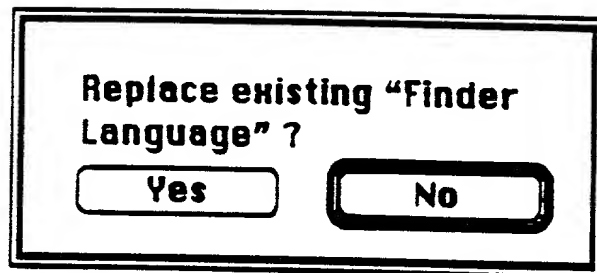 Replace existing “Finder
Language” ?
Yes
No